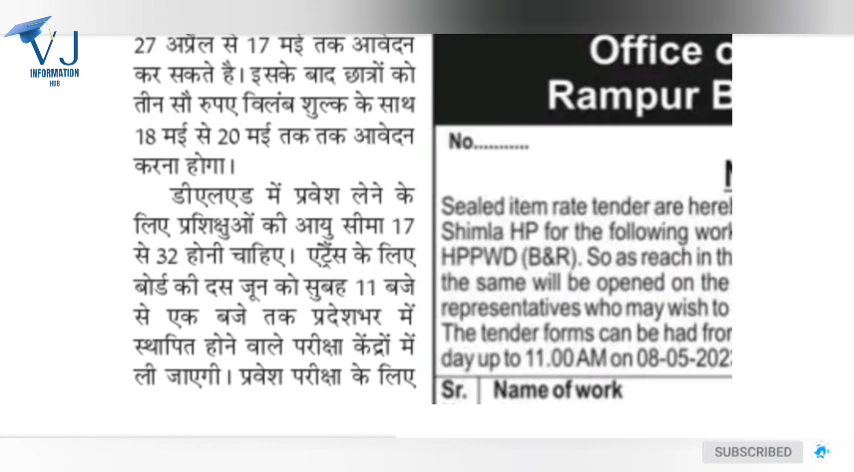 VJ
INFORMATION
HUB
27 अप्रैल से 17 मई तक आवेदन
कर सकते है। इसके बाद छात्रों को
तीन सौ रुपए विलंब शुल्क के साथ
18 मई से 20 मई तक तक आवेदन
करना होगा।
डीएलएड में प्रवेश लेने के
लिए प्रशिक्षुओं की आयु सीमा 17
से 32 होनी चाहिए। एंट्रैंस के लिए
बोर्ड की दस जून को सुबह 11 बजे
से एक बजे तक प्रदेशभर में
स्थापित होने वाले परीक्षा केंद्रों में
ली जाएगी। प्रवेश परीक्षा के लिए
Office o
Rampur B
No...........
Sealed item rate tender are here
Shimla HP for the following wor
HPPWD (B&R). So as reach in th
the same will be opened on the
representatives who may wish to
The tender forms can be had fro
day up to 11.00 AM on 08-05-202
Sr. Name of work
SUBSCRIBED